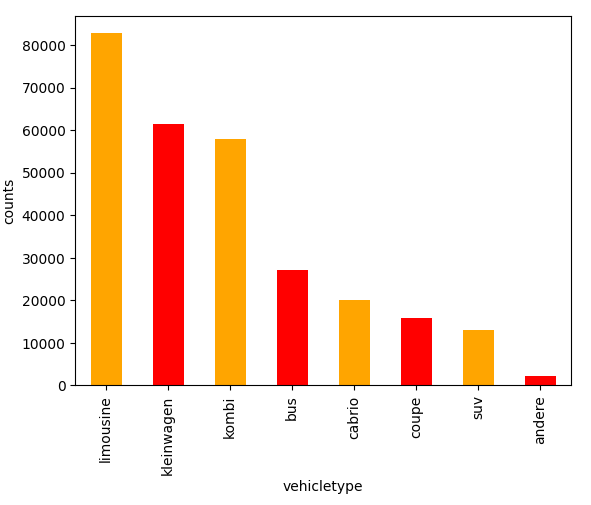 80000
70000
60000
50000
40000
30000
20000
10000
0
counts
limousine
kleinwagen
kombi
bus
cabrio
coupe
suv
andere
vehicletype